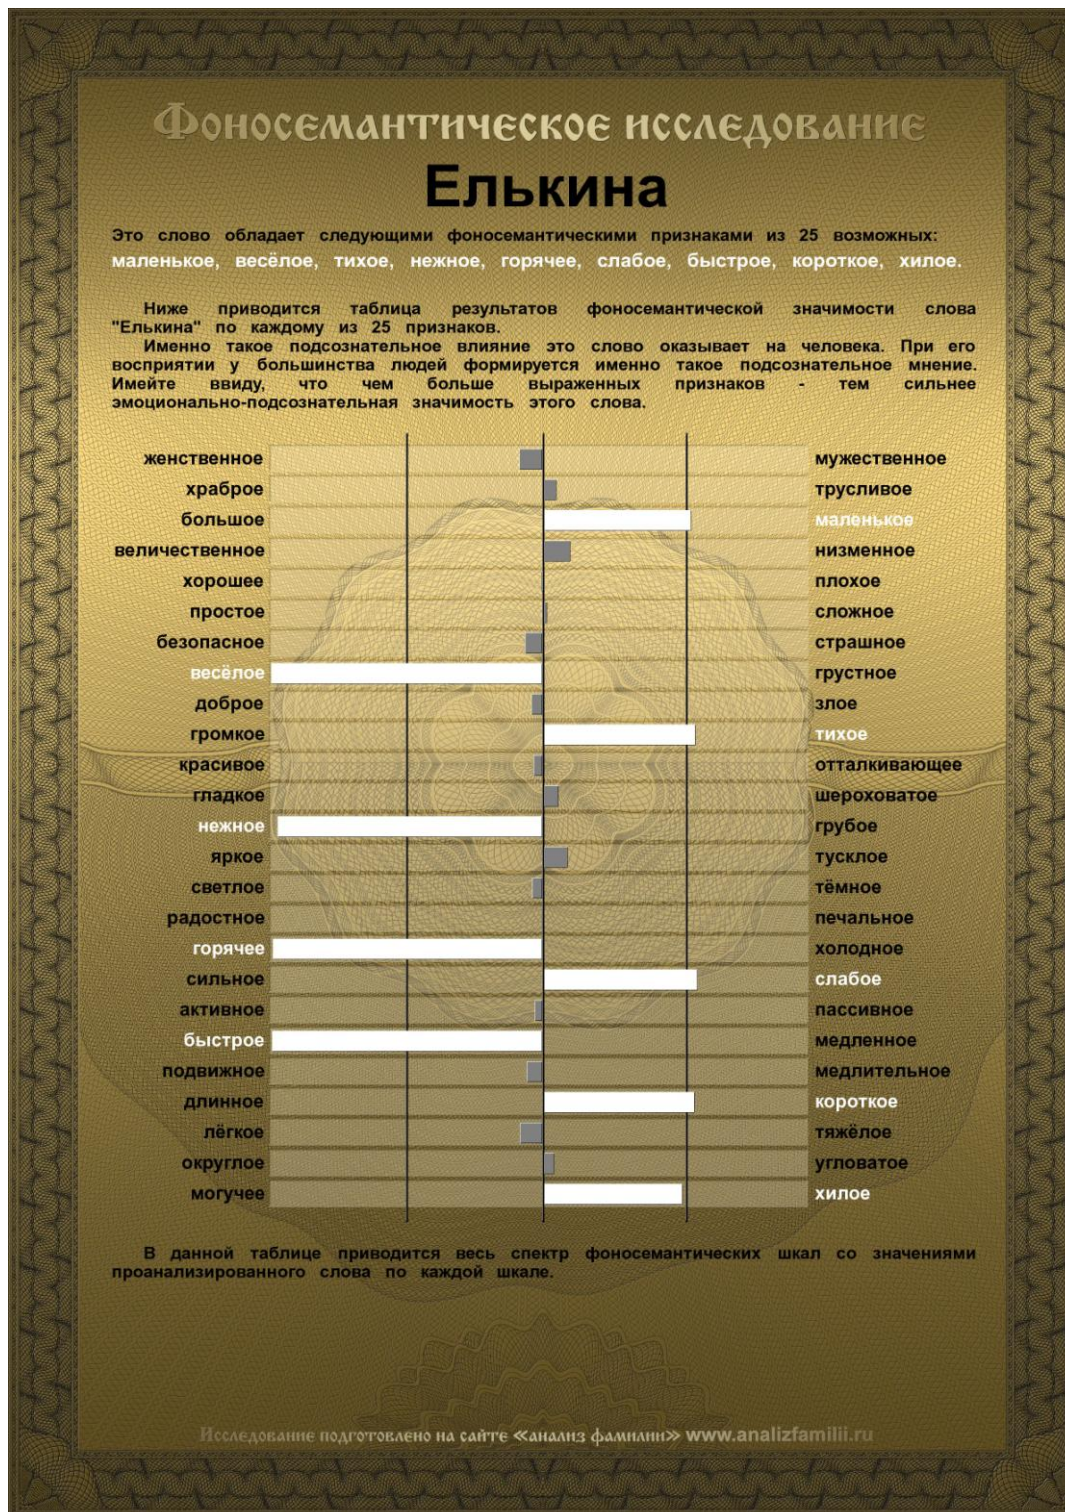 Фоносемантическое исследование
Елькина
Это слово обладает следующими фоносемантическими признаками из 25 возможных:
маленькое, весёлое, тихое, нежное, горячее, слабое, быстрое, короткое, хилое.
Ниже приводится таблица результатов фоносемантической значимости слова
"Елькина" по каждому из 25 признаков.
Именно такое подсознательное влияние это слово оказывает на человека. При его
восприятии у большинства людей формируется именно такое подсознательное мнение.
Имейте ввиду, что чем больше выраженных признаков - тем сильнее
эмоционально-подсознательная значимость этого слова.
женственное мужественное
храброе трусливое
большое маленькое
величественное низменное
хорошее плохое
простое сложное
безопасное страшное
весёлое грустное
доброе злое
громкое тихое
красивое отталкивающее
гладкое шероховатое
нежное грубое
яркое тусклое
светлое тёмное
радостное печальное
горячее холодное
сильное слабое
активное пассивное
быстрое медленное
подвижное медлительное
длинное короткое
лёгкое тяжёлое
округлое угловатое
могучее хилое
В данной таблице приводится весь спектр фоносемантических шкал со значениями
проанализированного слова по каждой шкале.
Исследование подготовлено на сайте «анализ фамилии» www.analizfamilii.ru